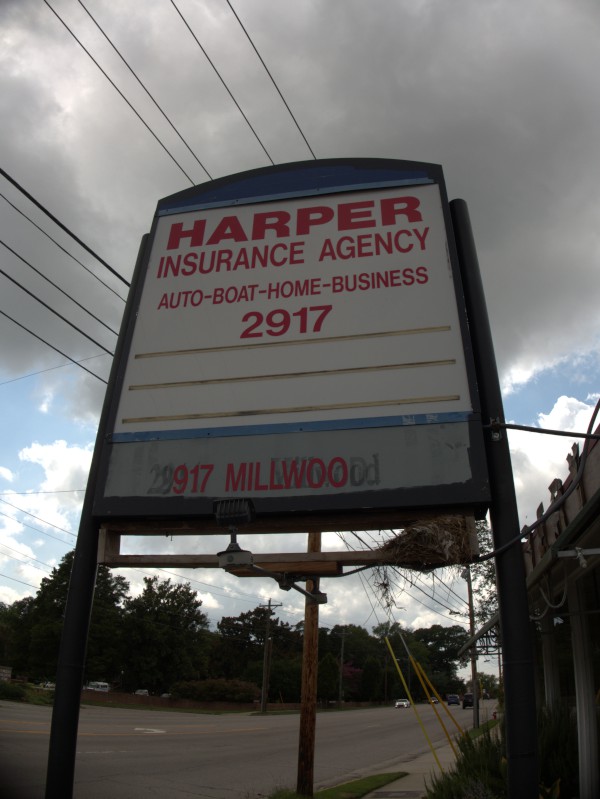 HARPER
INSURANCE AGENCY
AUTO-BOAT-HOME-BUSINESS
2917
2917 MILLWOOD